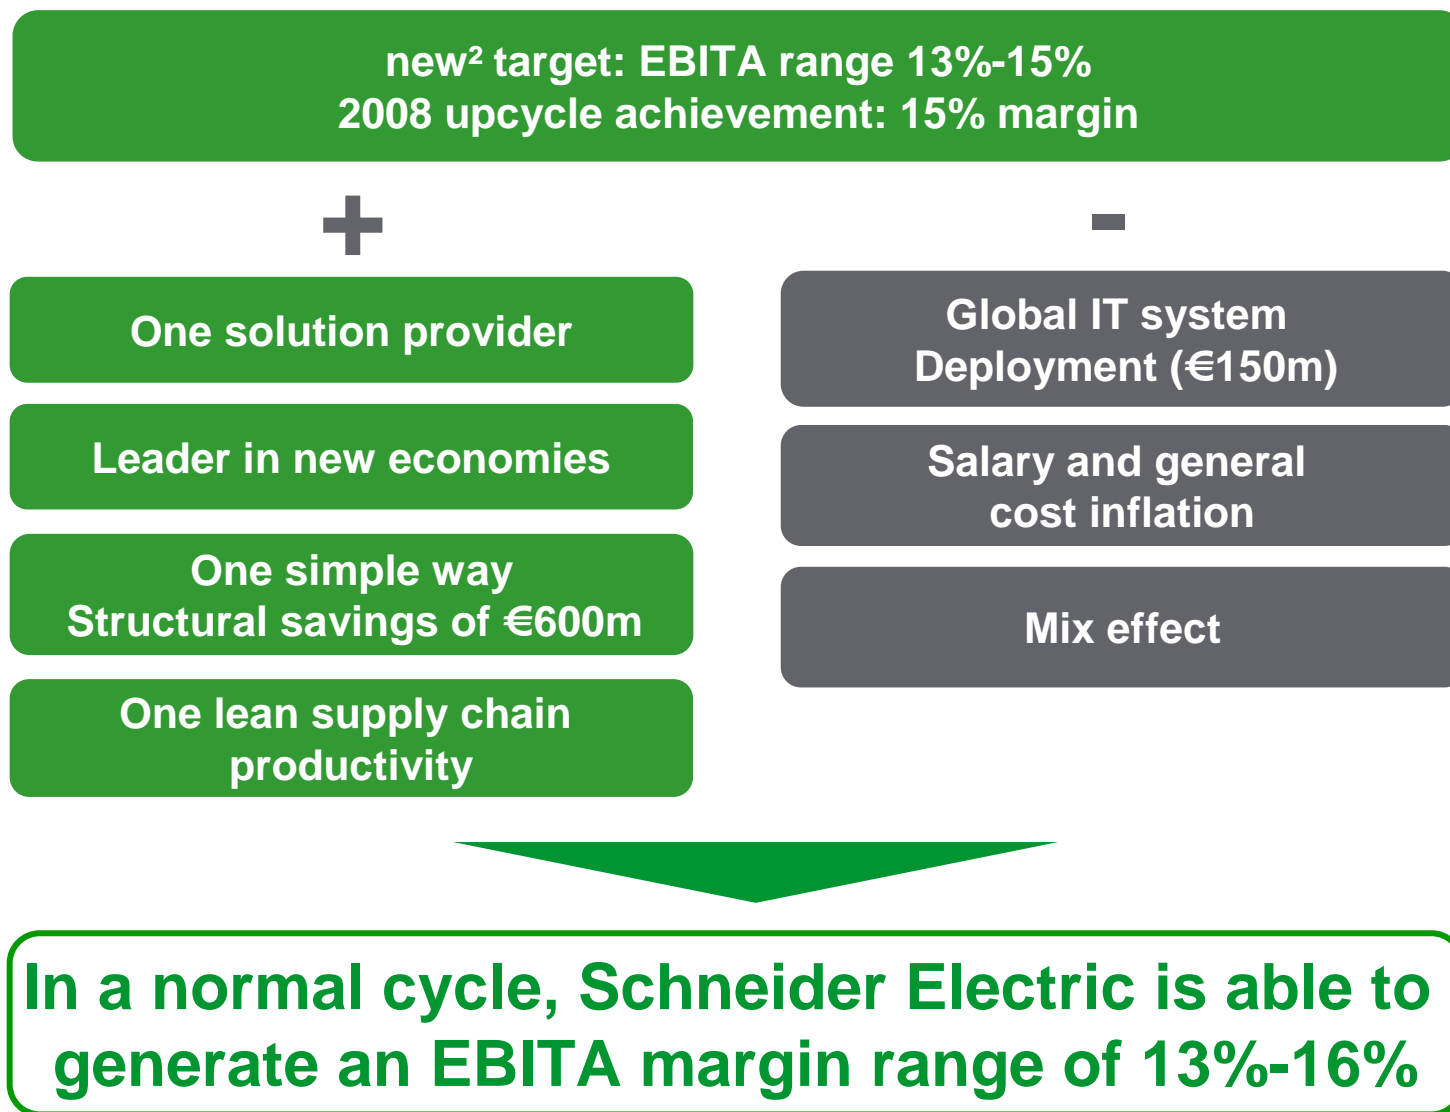 new² target: EBITA range 13%-15%
2008 upcycle achievement: 15% margin
+
-
One solution provider
Leader in new economies
One simple way
Structural savings of €600m
One lean supply chain
productivity
Global IT system
Deployment (€150m)
Salary and general
cost inflation
Mix effect
In a normal cycle, Schneider Electric is able to
generate an EBITA margin range of 13%-16%